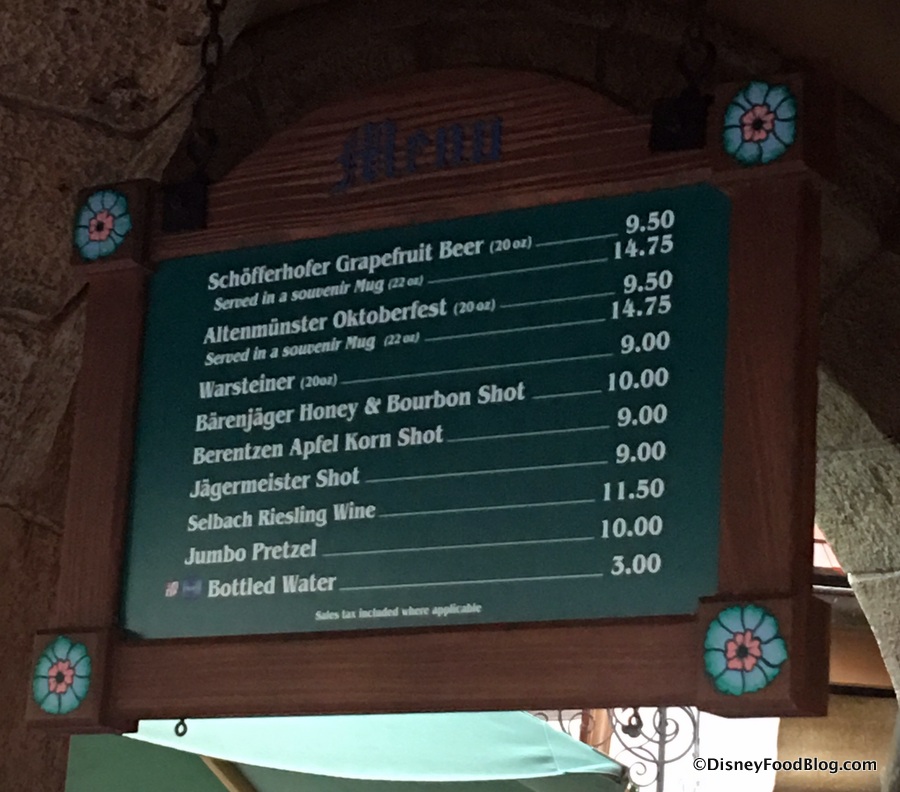 Menu
Schöfferhofer Grapefruit Beer (20 oz) 9.50
Served in a souvenir Mug (22 oz) 14.75
Altenmünster Oktoberfest (20 oz) 9.50
Served in a souvenir Mug (22 oz) 14.75
Warsteiner (20oz) 9.00
Bärenjäger Honey & Bourbon Shot 10.00
Berentzen Apfel Korn Shot 9.00
Jägermeister Shot 9.00
Selbach Riesling Wine 11.50
Jumbo Pretzel 10.00
Bottled Water 3.00
Sales tax included where applicable
©DisneyFoodBlog.com